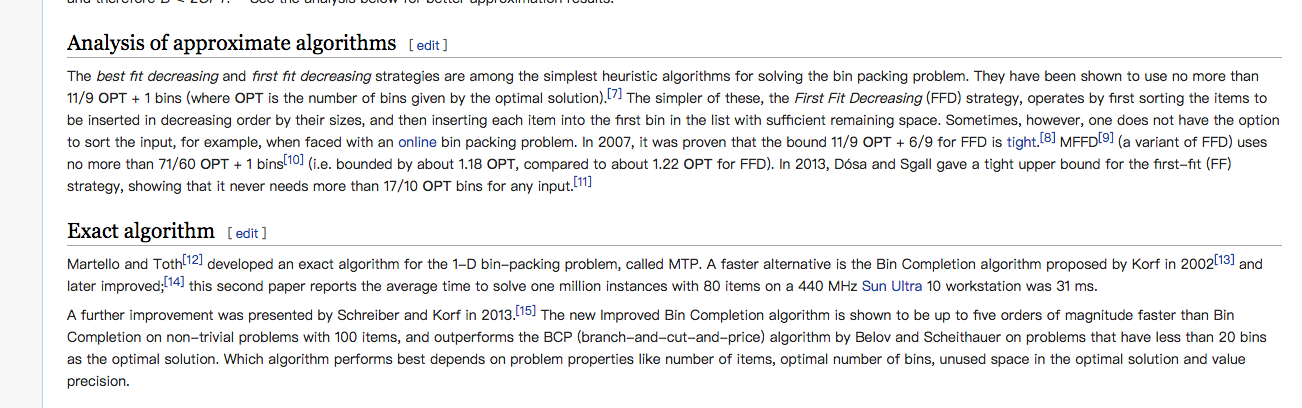 and therefore B < 2OPT. See the analysis below for better approximation results.
Analysis of approximate algorithms [ edit ]
The best fit decreasing and first fit decreasing strategies are among the simplest heuristic algorithms for solving the bin packing problem. They have been shown to use no more than
11/9 OPT + 1 bins (where OPT is the number of bins given by the optimal solution).[7] The simpler of these, the First Fit Decreasing (FFD) strategy, operates by first sorting the items to
be inserted in decreasing order by their sizes, and then inserting each item into the first bin in the list with sufficient remaining space. Sometimes, however, one does not have the option
to sort the input, for example, when faced with an online bin packing problem. In 2007, it was proven that the bound 11/9 OPT + 6/9 for FFD is tight.[8] MFFD[9] (a variant of FFD) uses
no more than 71/60 OPT + 1 bins[10] (i.e. bounded by about 1.18 OPT, compared to about 1.22 OPT for FFD). In 2013, Dósa and Sgall gave a tight upper bound for the first–fit (FF)
strategy, showing that it never needs more than 17/10 OPT bins for any input.[11]
Exact algorithm [ edit ]
Martello and Toth[12] developed an exact algorithm for the 1–D bin–packing problem, called MTP. A faster alternative is the Bin Completion algorithm proposed by Korf in 2002[13] and
later improved;[14] this second paper reports the average time to solve one million instances with 80 items on a 440 MHz Sun Ultra 10 workstation was 31 ms.
A further improvement was presented by Schreiber and Korf in 2013.[15] The new Improved Bin Completion algorithm is shown to be up to five orders of magnitude faster than Bin
Completion on non–trivial problems with 100 items, and outperforms the BCP (branch–and–cut–and–price) algorithm by Belov and Scheithauer on problems that have less than 20 bins
as the optimal solution. Which algorithm performs best depends on problem properties like number of items, optimal number of bins, unused space in the optimal solution and value
precision.